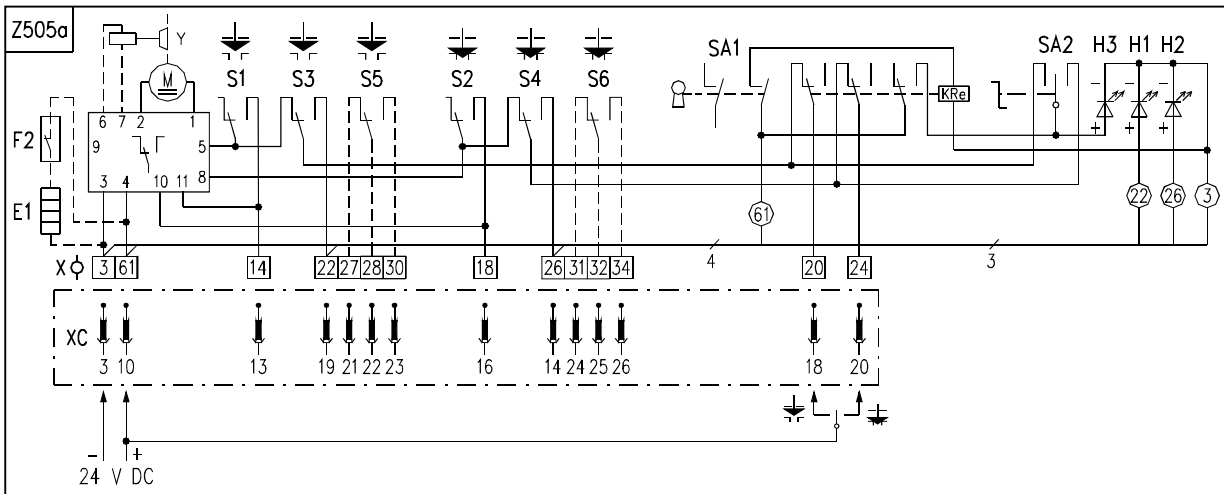 Z505a
Y
M
S1 S3 S5 S2 S4 S6 SA1 SA2 H3 H1 H2
KRe
F2
6 7 2 1
9 5
8
3 4 10 11
E1
- - -
+ + +
61 22 26 3
4 3
X 3 61 14 22 27 28 30 18 26 31 32 34 20 24
XC
3 10 13 19 21 22 23 16 14 24 25 26 18 20
- +
24 V DC